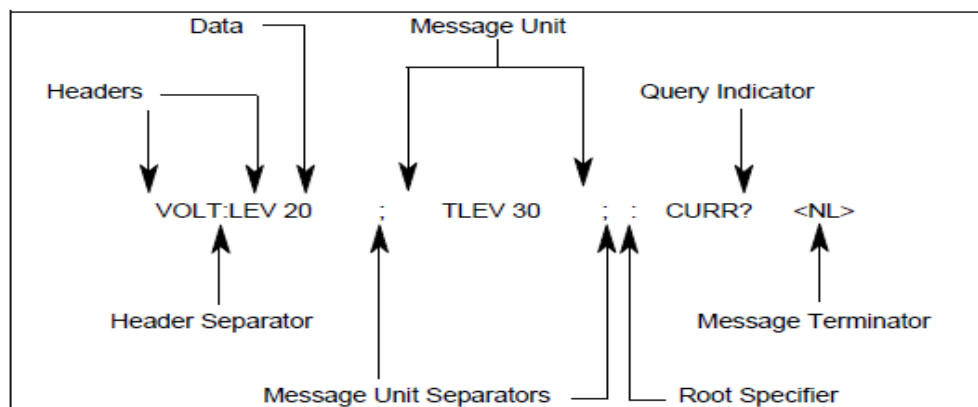 Data Message Unit
Headers Query Indicator
VOLT:LEV 20 ; TLEV 30 ; : CURR? <NL>
Header Separator Message Terminator
Message Unit Separators Root Specifier